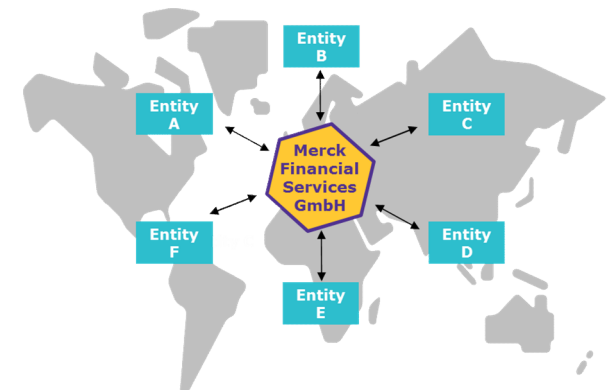 Entity
B
Entity
A
Entity
C
Merck
Financial
Services
GmbH
Entity
F
Entity
D
Entity
E